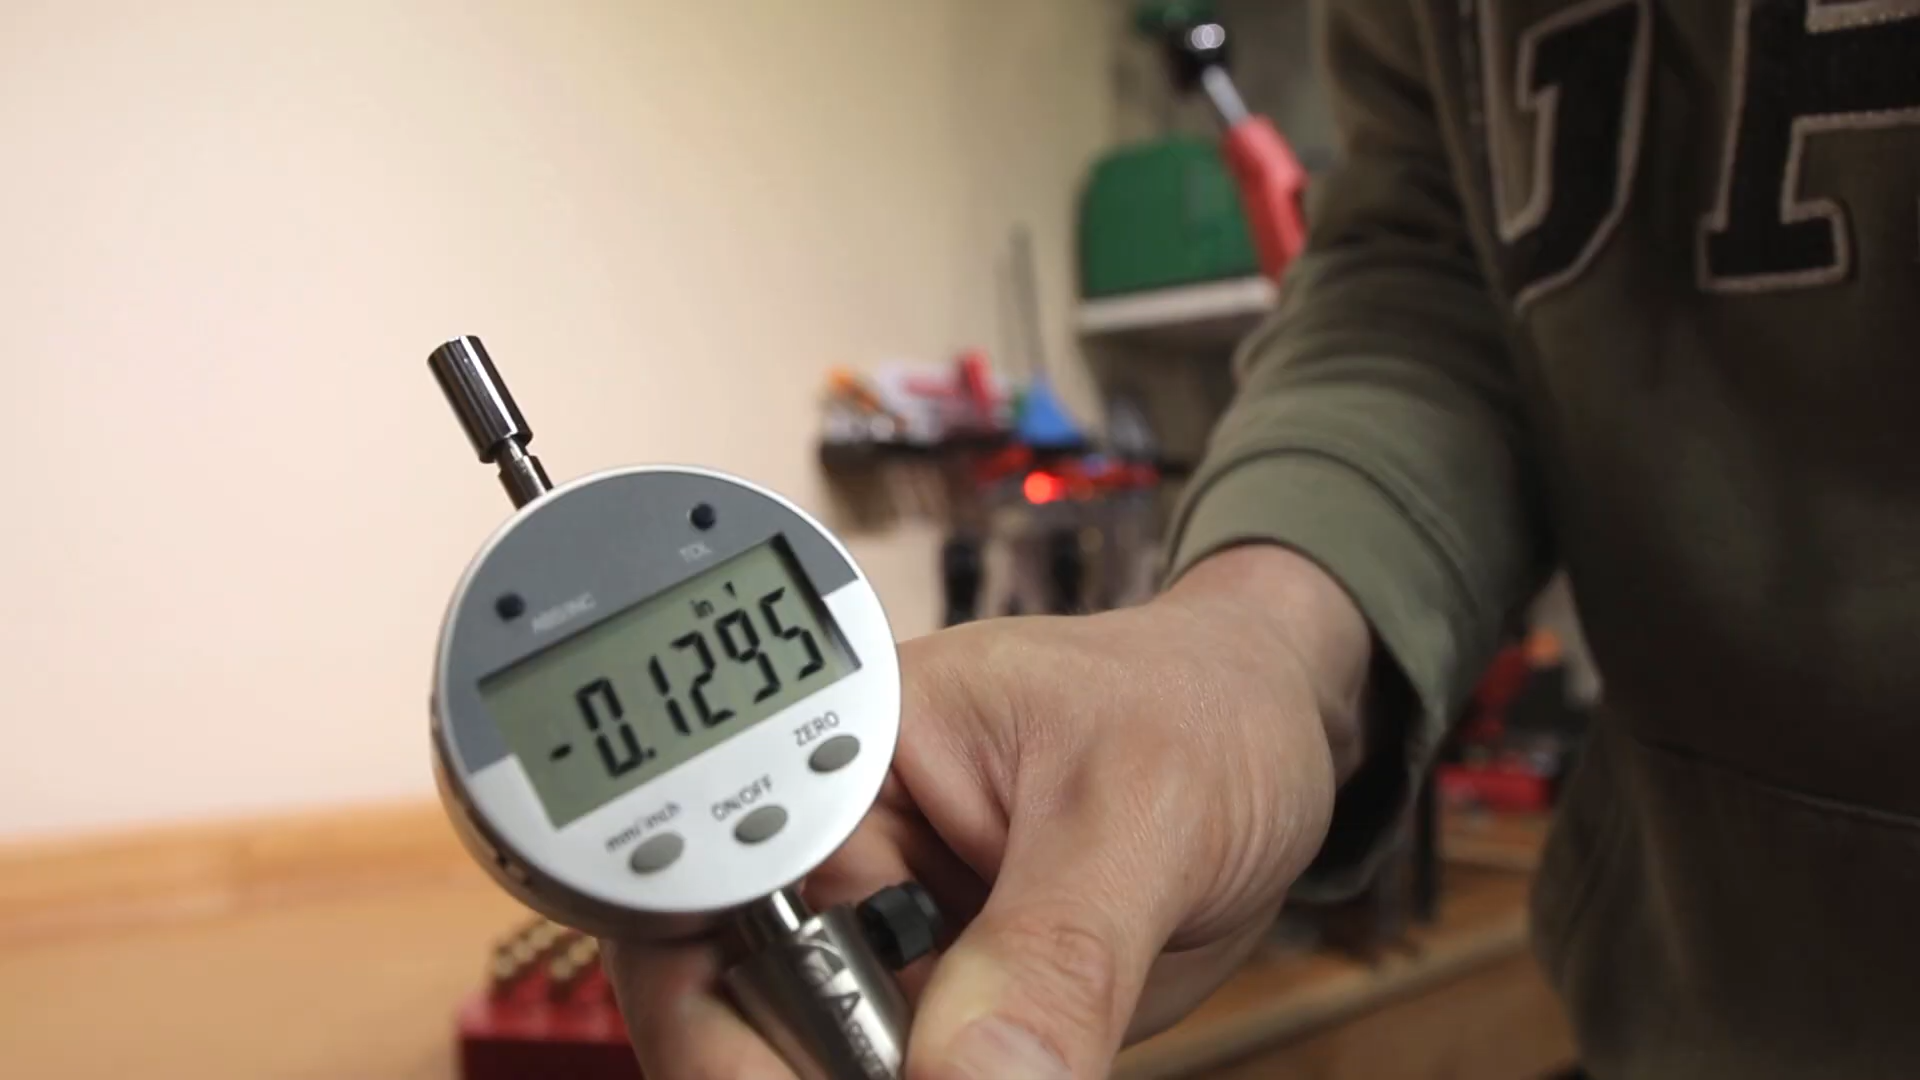 TOL
ABS/INC
in
-0.1295
ZERO
ON/OFF
mm/inch